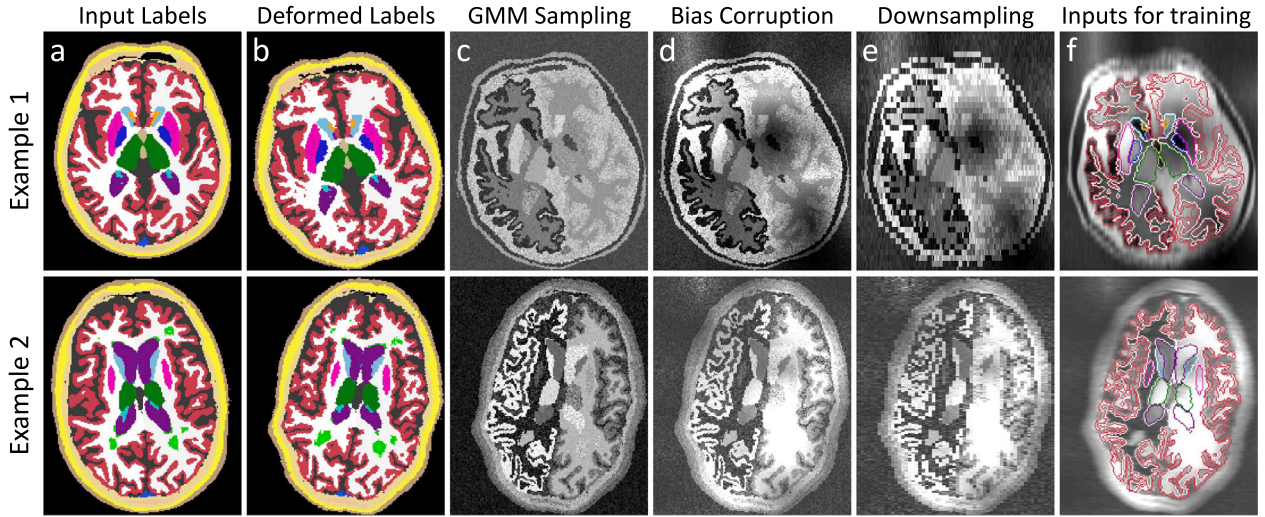 Input Labels Deformed Labels GMM Sampling Bias Corruption Downsampling Inputs for training
Example 1
a b c d e f
Example 2